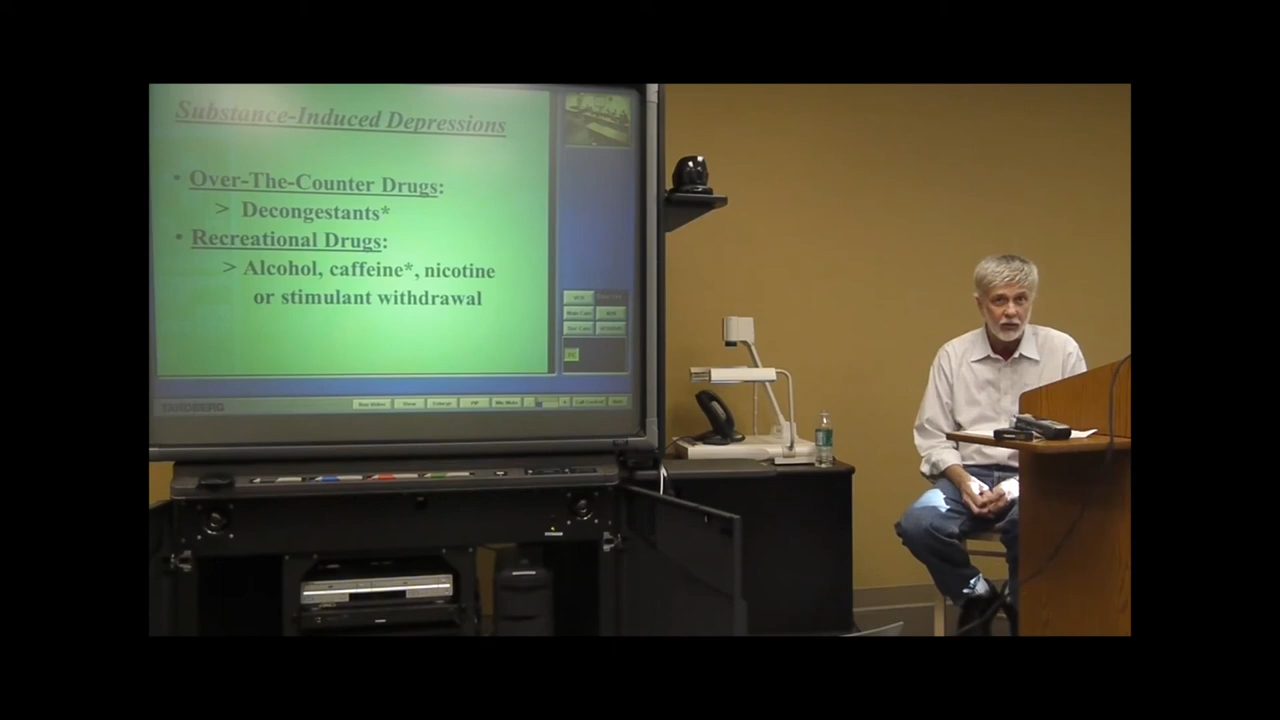 Substance-Induced Depressions
• Over-The-Counter Drugs:
> Decongestants*
• Recreational Drugs:
> Alcohol, caffeine*, nicotine
or stimulant withdrawal
TANDBERG